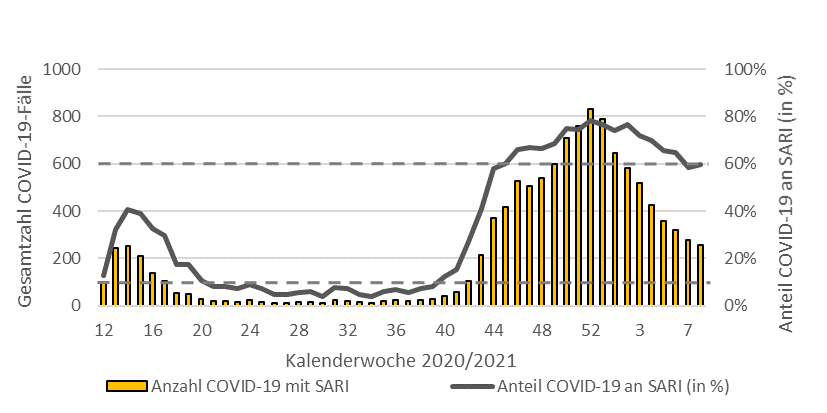 Gesamtzahl COVID-19-Fälle
1000
800
600
400
200
0
100%
80%
60%
40%
20%
0%
Anteil COVID-19 an SARI (in %)
12 16 20 24 28 32 36 40 44 48 52 3 7
Kalenderwoche 2020/2021
Anzahl COVID-19 mit SARI
Anteil COVID-19 an SARI (in %)